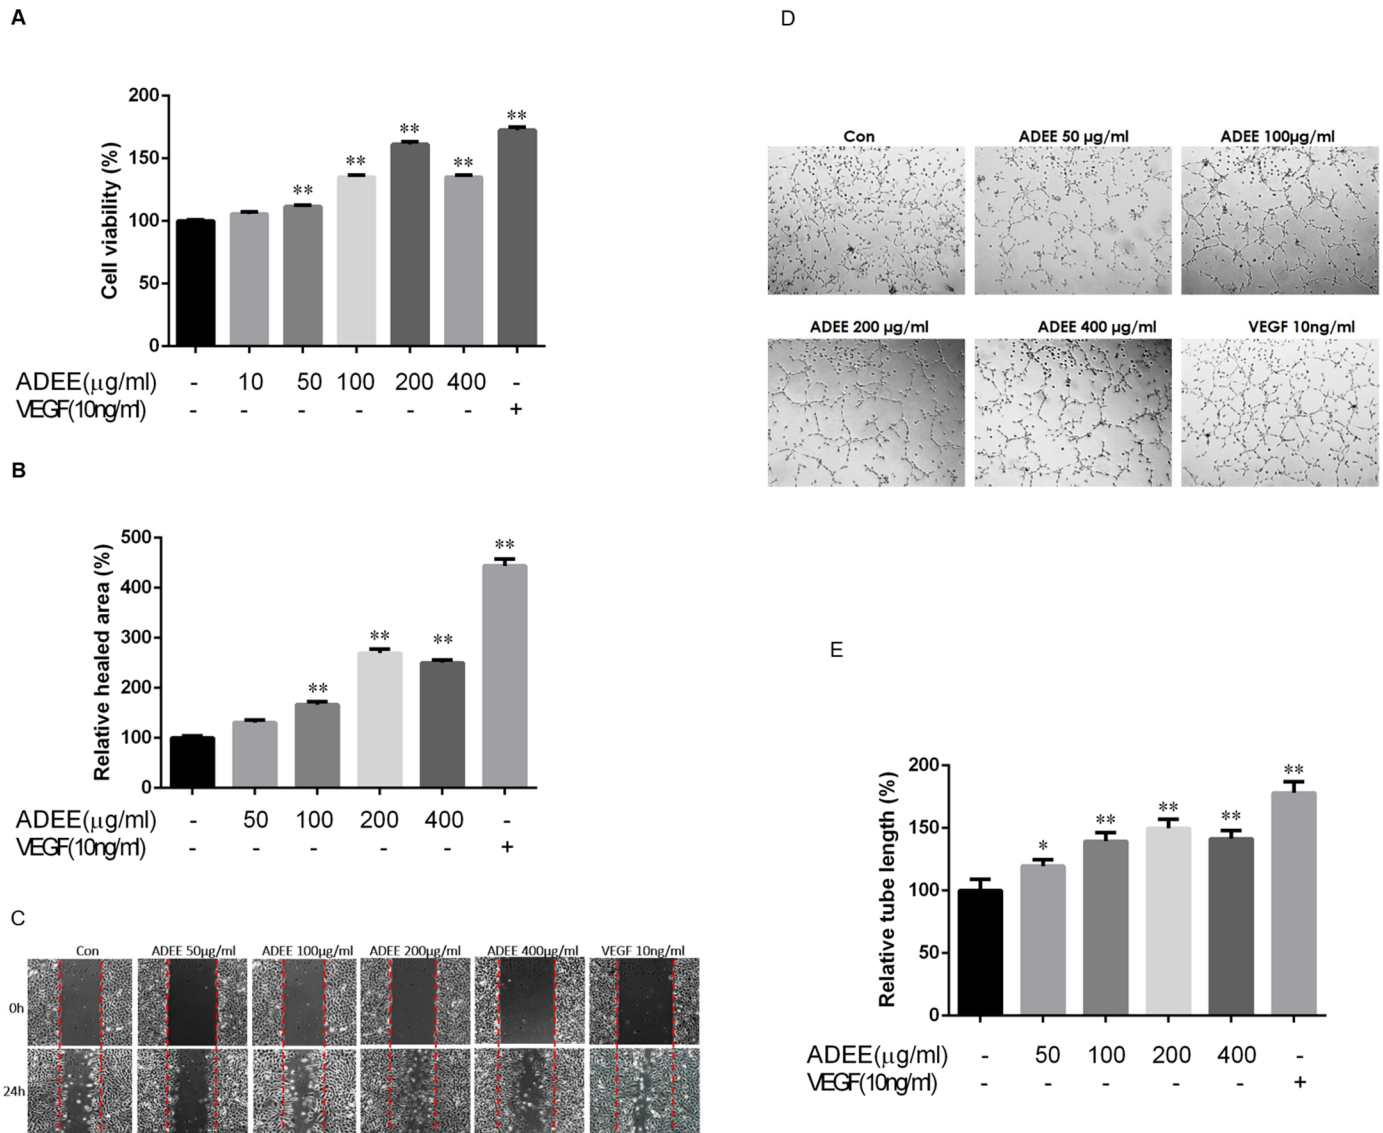 A
200
150
100
50
0
Cell viability (%)
** ** ** ** **
ADEE(µg/ml) - 10 50 100 200 400 -
VEGF(10ng/ml) - - - - - - +
B
500
400
300
200
100
0
Relative healed area (%)
** ** ** **
ADEE(µg/ml) - 50 100 200 400 -
VEGF(10ng/ml) - - - - - +
C
Con ADEE 50µg/ml ADEE 100µg/ml ADEE 200µg/ml ADEE 400µg/ml VEGF 10ng/ml
0h
24h
D
Con ADEE 50 µg/ml ADEE 100µg/ml
ADEE 200 µg/ml ADEE 400 µg/ml VEGF 10ng/ml
E
200
150
100
50
0
Relative tube length (%)
* ** ** ** **
ADEE(µg/ml) - 50 100 200 400 -
VEGF(10ng/ml) - - - - - +